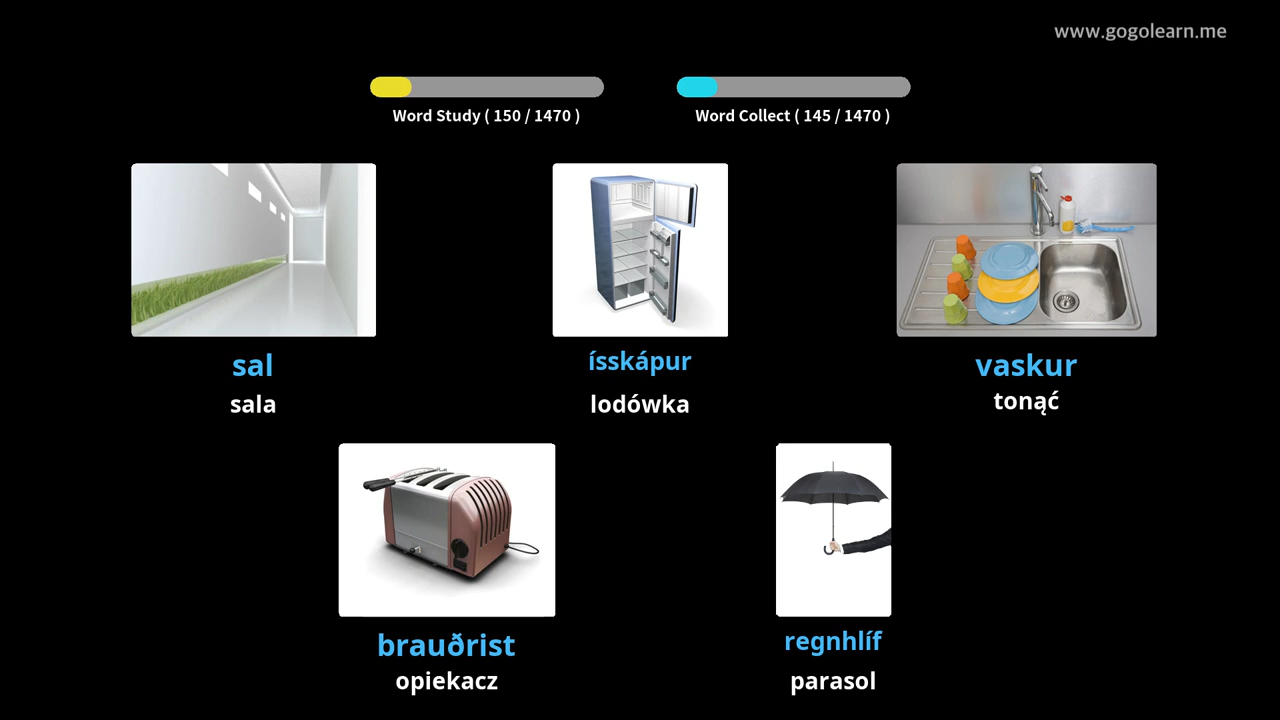 www.gogolearn.me
Word Study ( 150 / 1470 )
Word Collect ( 145 / 1470 )
sal
sala
ísskápur
lodówka
vaskur
tonąć
brauðrist
opiekacz
regnhlíf
parasol